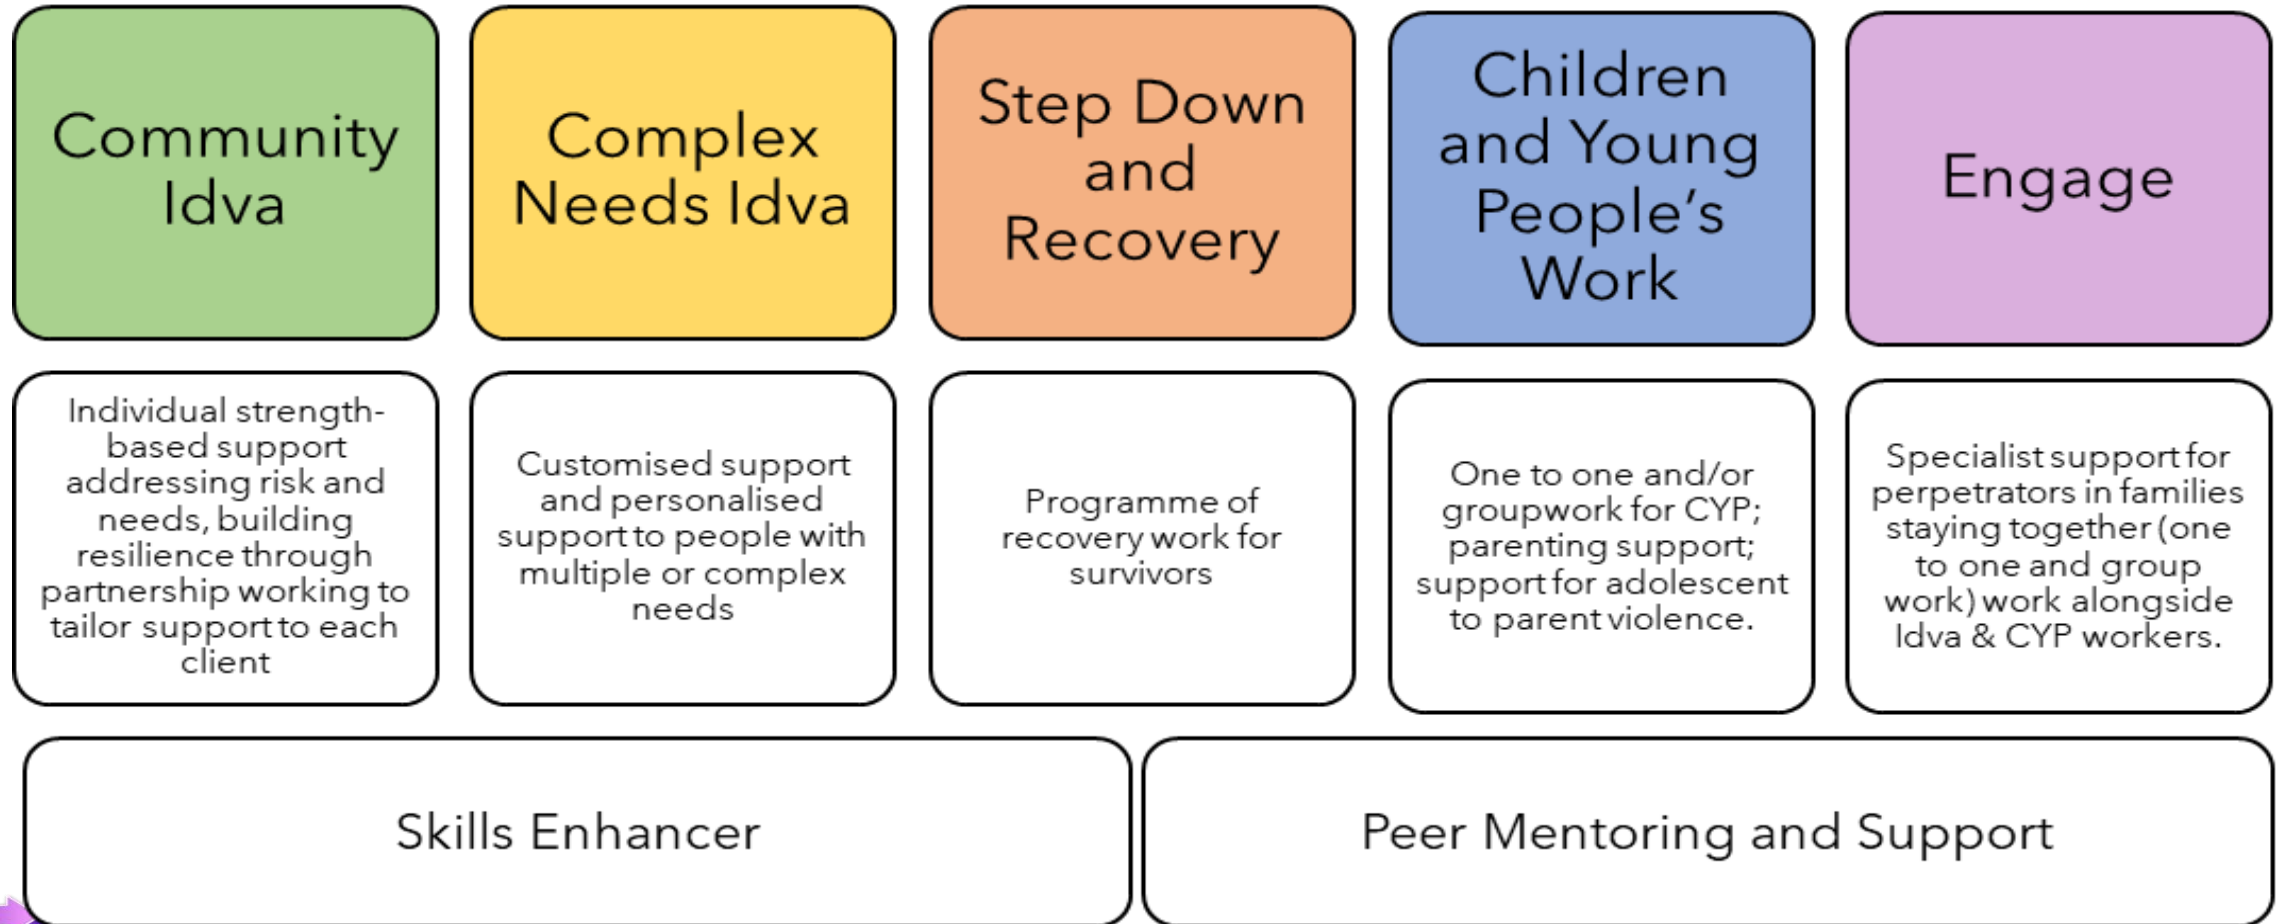 Community
Idva
Complex
Needs Idva
Step Down
and
Recovery
Children
and Young
People’s
Work
Engage
Individual strength-
based support
addressing risk and
needs, building
resilience through
partnership working to
tailor support to each
client
Customised support
and personalised
support to people with
multiple or complex
needs
Programme of
recovery work for
survivors
One to one and/or
groupwork for CYP;
parenting support;
support for adolescent
to parent violence.
Specialist support for
perpetrators in families
staying together (one
to one and group
work) work alongside
Idva & CYP workers.
Skills Enhancer
Peer Mentoring and Support